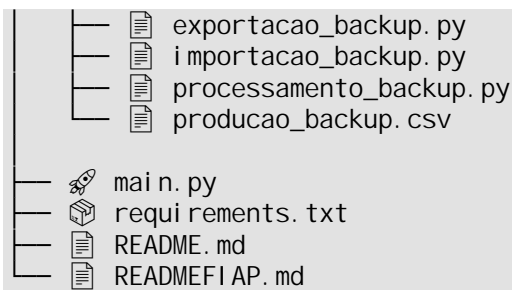 exportacao_backup.py
importacao_backup.py
processamento_backup.py
producao_backup.csv
main.py
requirements.txt
README.md
READMEFIAP.md